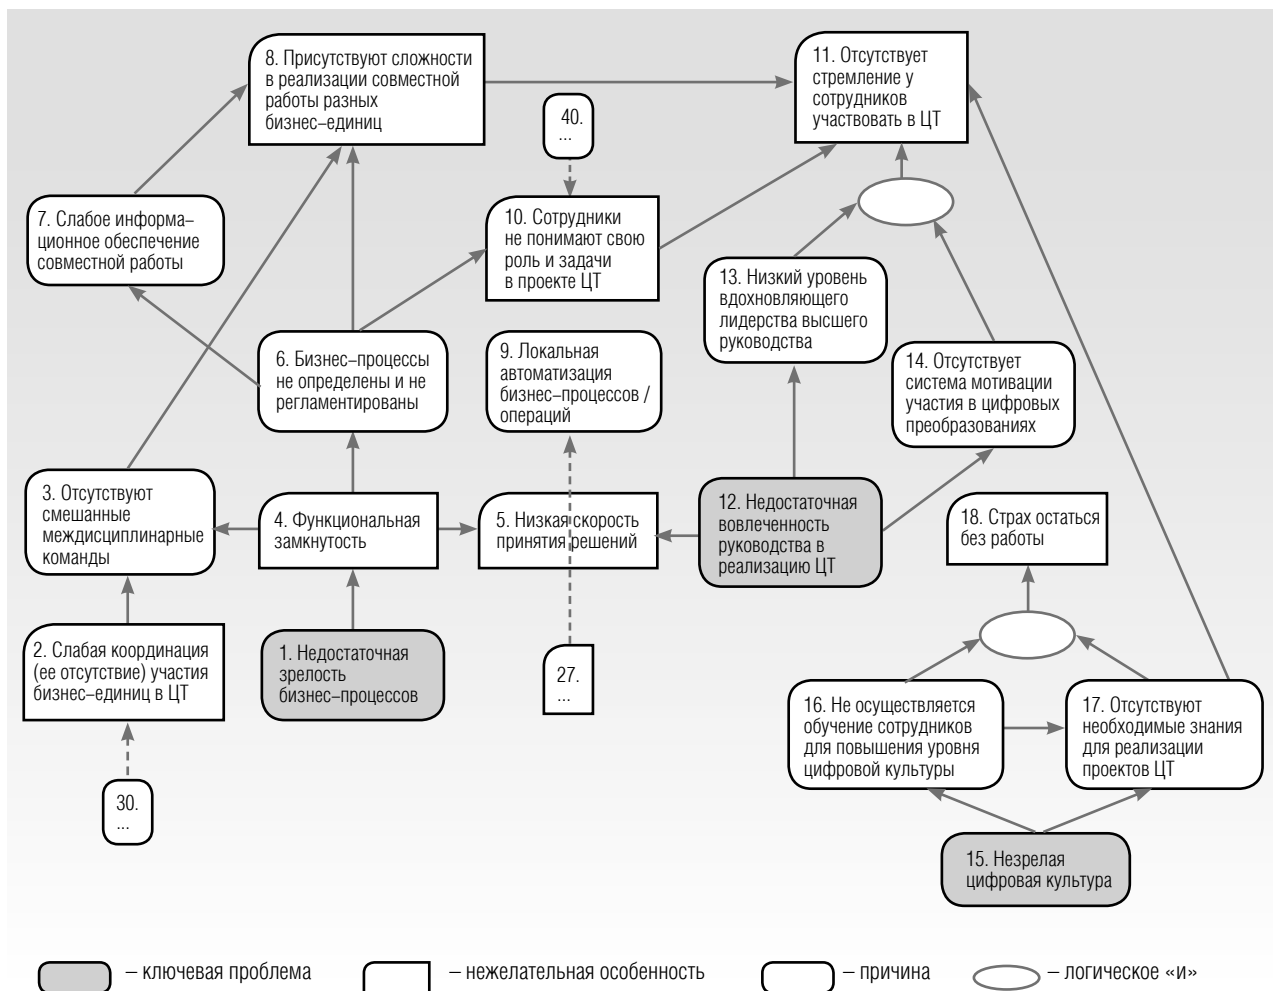 8. Присутствуют сложности
в реализации совместной
работы разных
бизнес–единиц
11. Отсутствует
стремление у
сотрудников
участвовать в ЦТ
40.
...
7. Слабое информа–
ционное обеспечение
совместной работы
10. Сотрудники
не понимают свою
роль и задачи
в проекте ЦТ
13. Низкий уровень
вдохновляющего
лидерства высшего
руководства
6. Бизнес–процессы
не определены и не
регламентированы
9. Локальная
автоматизация
бизнес–процессов /
операций
14. Отсутствует
система мотивации
участия в цифровых
преобразованиях
3. Отсутствуют
смешанные
междисциплинарные
команды
4. Функциональная
замкнутость
5. Низкая скорость
принятия решений
12. Недостаточная
вовлеченность
руководства в
реализацию ЦТ
18. Страх остаться
без работы
2. Слабая координация
(ее отсутствие) участия
бизнес–единиц в ЦТ
1. Недостаточная
зрелость
бизнес–процессов
27.
...
16. Не осуществляется
обучение сотрудников
для повышения уровня
цифровой культуры
17. Отсутствуют
необходимые знания
для реализации
проектов ЦТ
30.
...
15. Незрелая
цифровая культура
– ключевая проблема
– нежелательная особенность
– причина
– логическое «и»